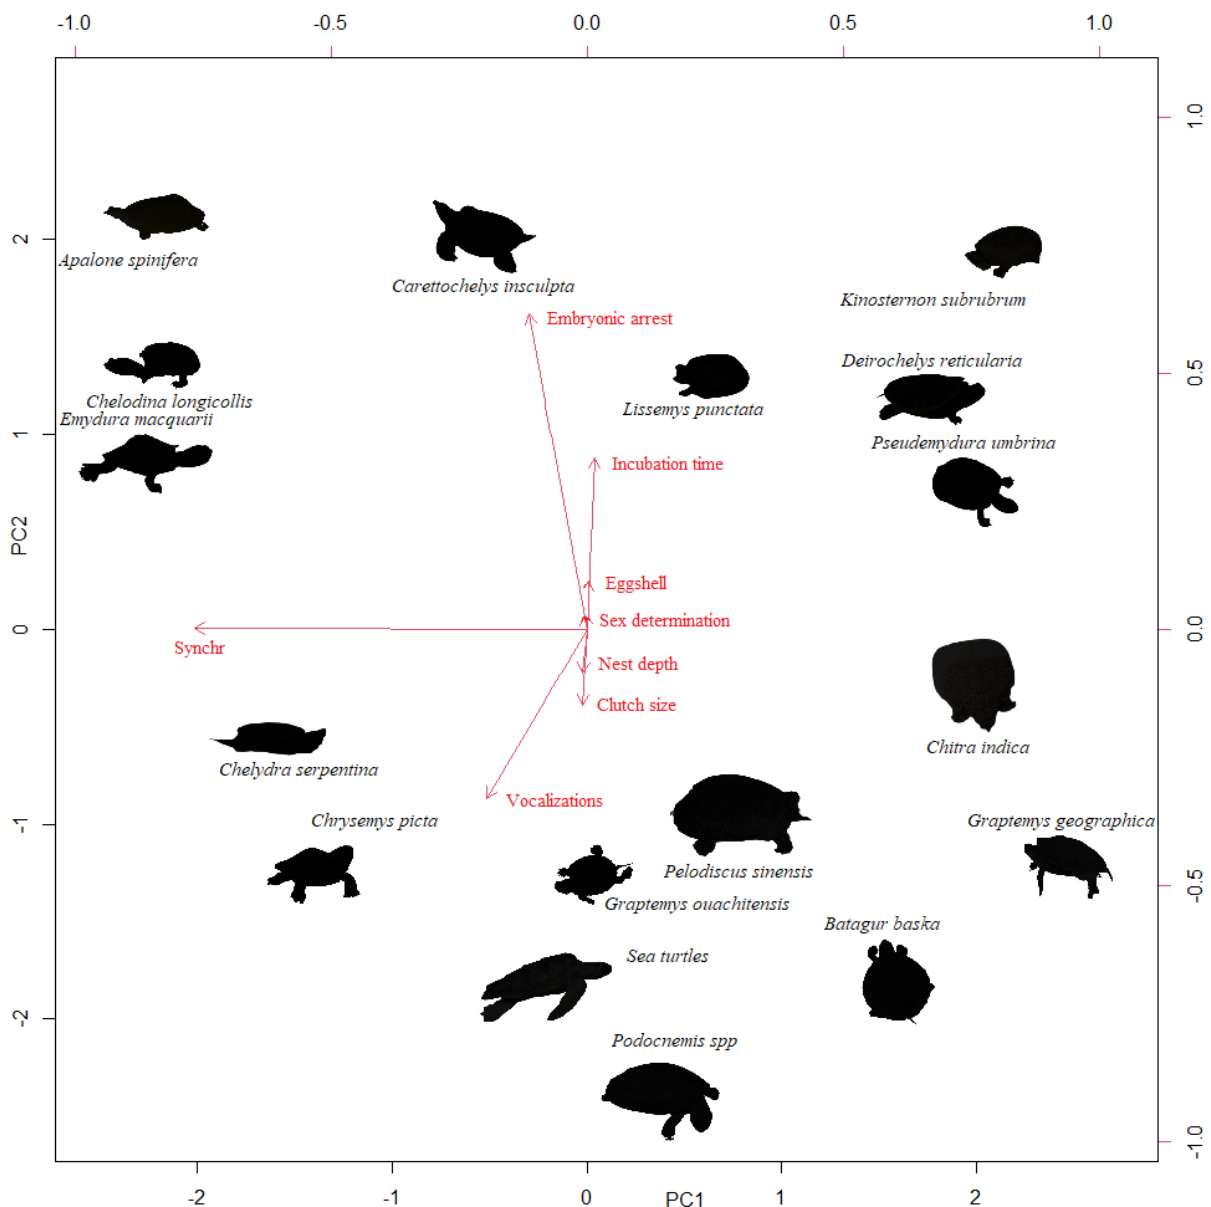 -1.0 -0.5 0.0 0.5 1.0
1.0
2
Apalone spinifera
Carettochelys insculpta
Kinosternon subrubrum
Embryonic arrest
Deirochelys reticularia
0.5
Chelodina longicollis
Lissemys punctata
Emydura macquarii
1
Pseudemydura umbrina
Incubation time
PC2
Eggshell
Sex determination
0
0.0
Synchr
Nest depth
Clutch size
Chelydra serpentina
Chitra indica
Vocalizations
-1
Chrysemys picta
Graptemys geographica
Pelodiscus sinensis
-0.5
Graptemys ouachitensis
Batagur baska
Sea turtles
-2
Podocnemis spp
-1.0
-2 -1 0 1 2
PC1